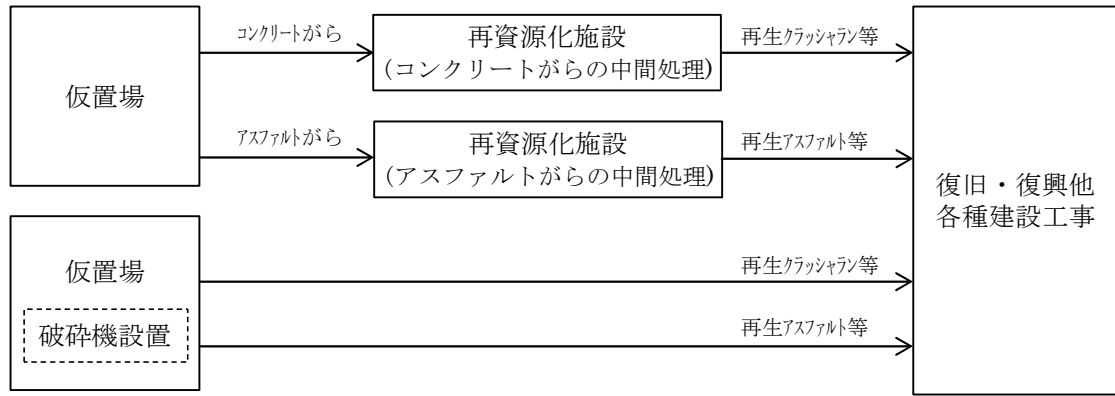 仮置場
ｺﾝｸﾘｰﾄがら
再資源化施設
(コンクリートがらの中間処理)
再生ｸﾗｯｼｬﾗﾝ等
ｱｽﾌｧﾙﾄがら
再資源化施設
(アスファルトがらの中間処理)
再生ｱｽﾌｧﾙﾄ等
復旧・復興他
各種建設工事
仮置場
破砕機設置
再生ｸﾗｯｼｬﾗﾝ等
再生ｱｽﾌｧﾙﾄ等